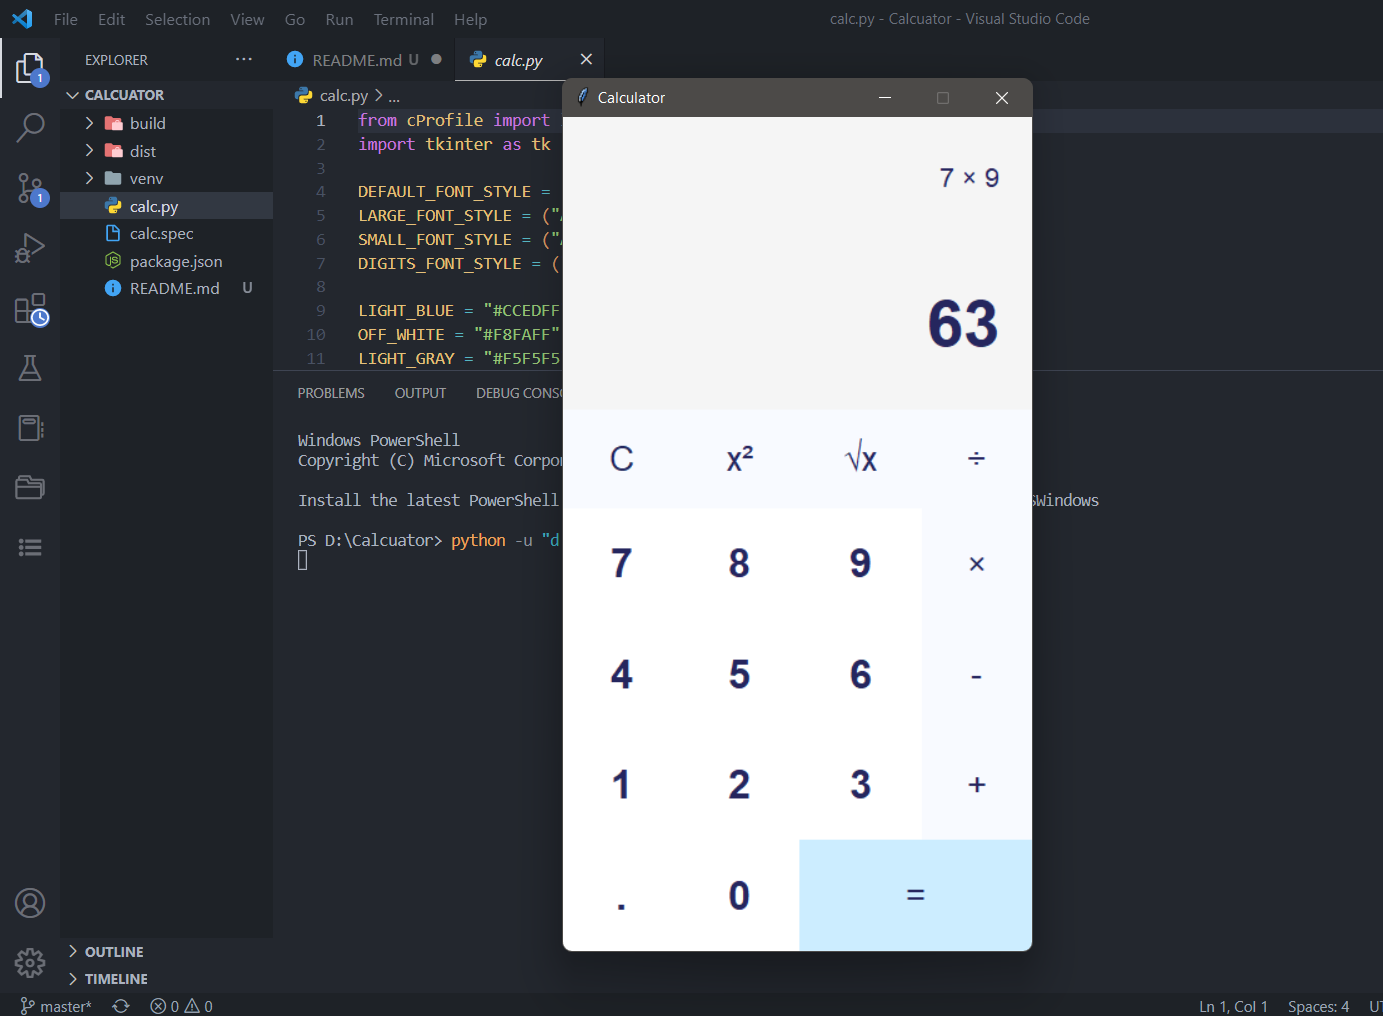 File Edit Selection View Go Run Terminal Help
calc.py - Calcuator - Visual Studio Code
EXPLORER ...
README.md U
calc.py
CALCUATOR
build
dist
venv
calc.py
calc.spec
package.json
README.md U
OUTLINE
TIMELINE
1
1
calc.py > ...
1 from cProfile import
2 import tkinter as tk
3
4 DEFAULT_FONT_STYLE =
5 LARGE_FONT_STYLE = ("
6 SMALL_FONT_STYLE = ("
7 DIGITS_FONT_STYLE = (
8
9 LIGHT_BLUE = "#CCEDFF
10 OFF_WHITE = "#F8FAFF"
11 LIGHT_GRAY = "#F5F5F5
PROBLEMS OUTPUT DEBUG CONS
Windows PowerShell
Copyright (C) Microsoft Corpor
Install the latest PowerShell SWindows
PS D:\Calcuator> python -u "d
Calculator
7 × 9
63
C x² √x ÷
7 8 9 ×
4 5 6 -
1 2 3 +
. 0 =
master* 0 0
Ln 1, Col 1 Spaces: 4 UT